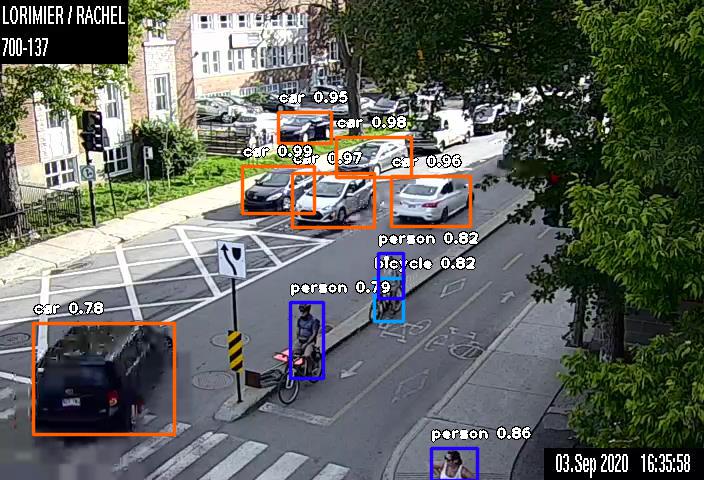 LORIMIER / RACHEL
700-137
car 0.95
car 0.98
car 0.99
car 0.97
car 0.96
person 0.82
bicycle 0.82
person 0.79
car 0.78
person 0.86
03.Sep 2020 16:35:58